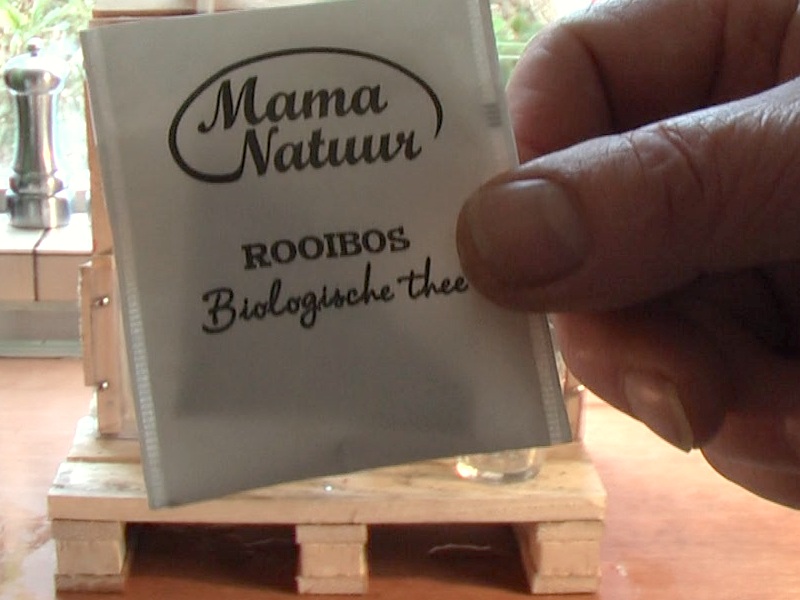 Mama
Natuur
ROOIBOS
Biologische thee